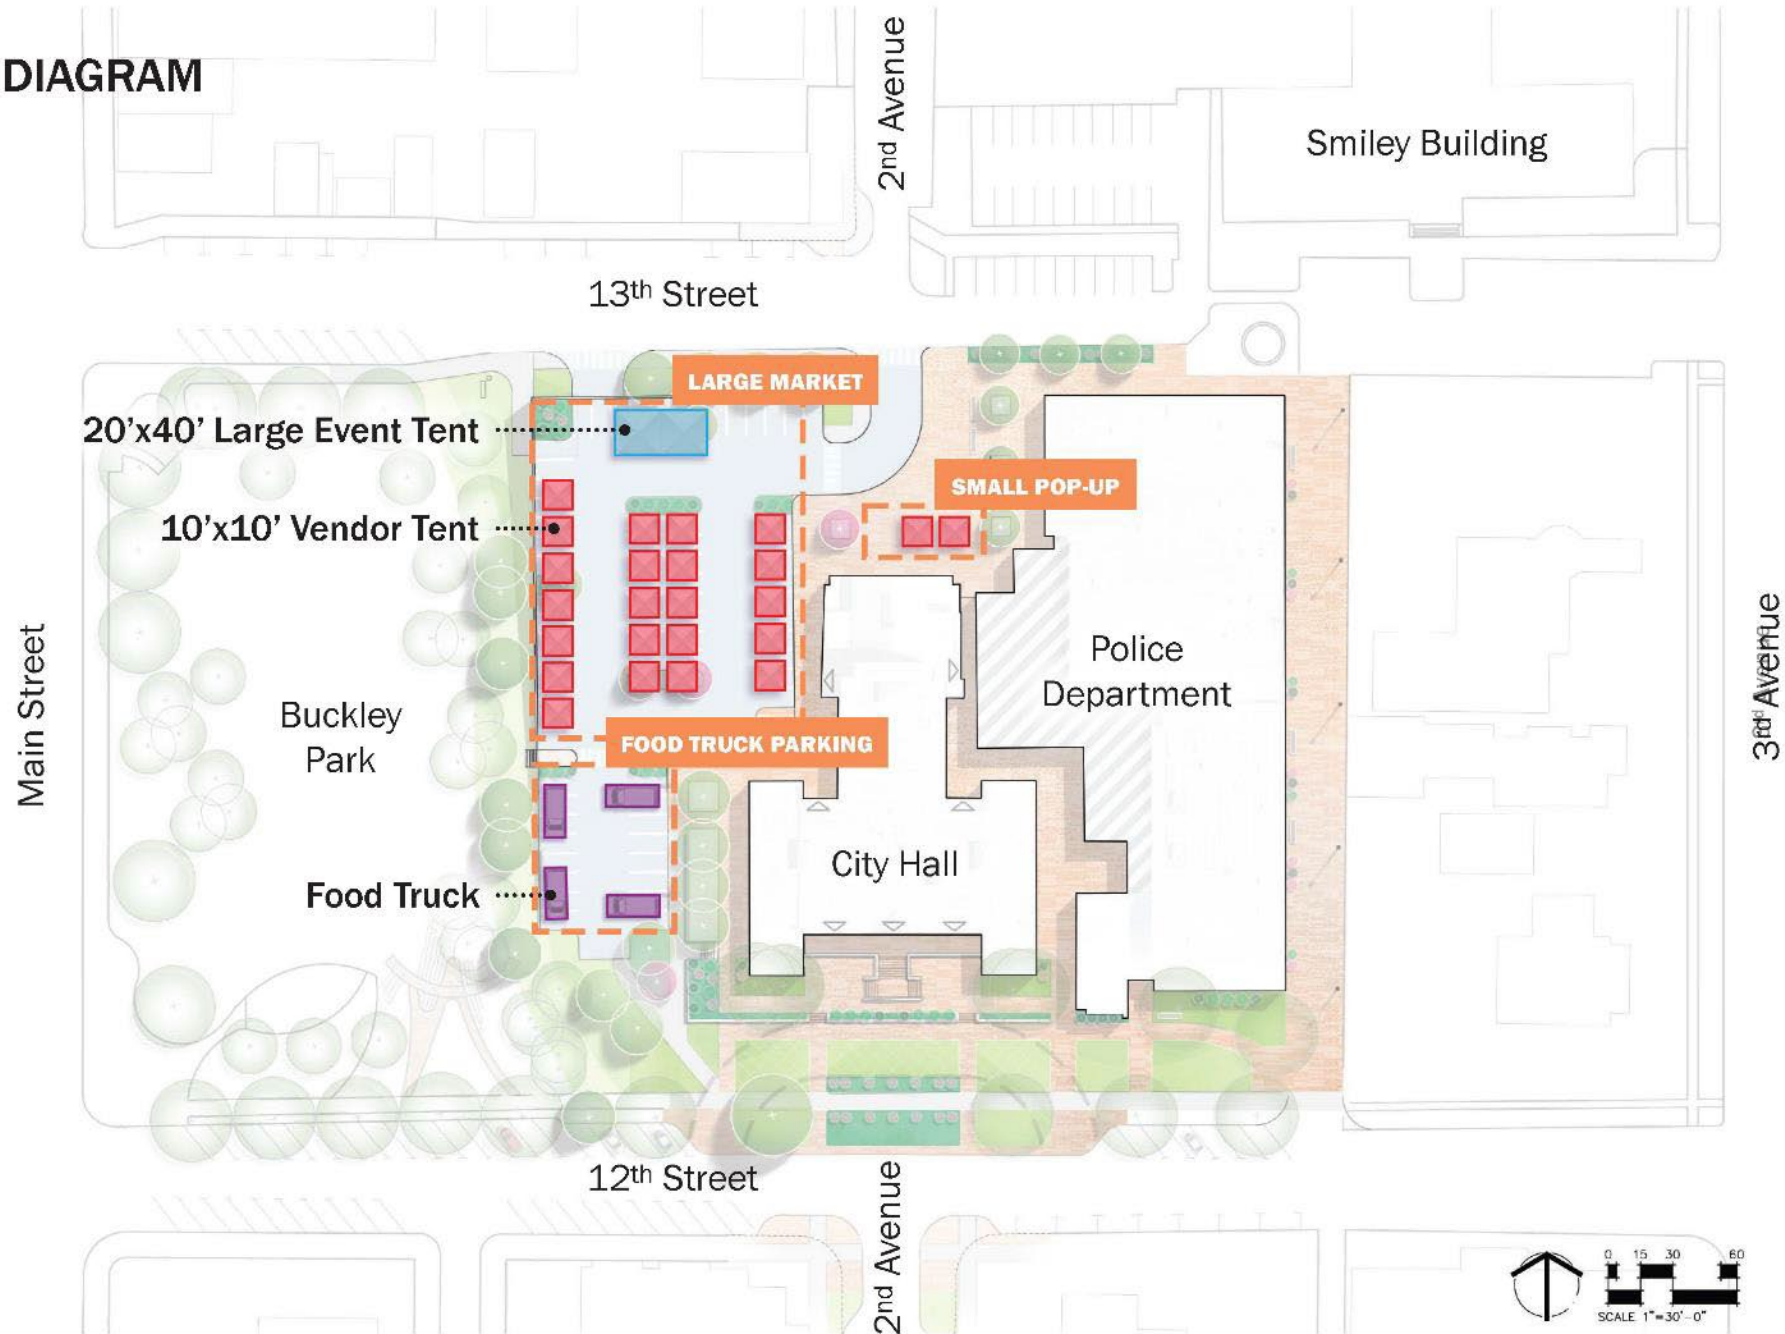 DIAGRAM
2nd Avenue
Smiley Building
13th Street
LARGE MARKET
20'x40' Large Event Tent
SMALL POP-UP
10'x10' Vendor Tent
Main Street
Buckley
Park
Police
Department
3rd Avenue
FOOD TRUCK PARKING
City Hall
Food Truck
12th Street
2nd Avenue
0 15 30 60
SCALE 1"=30'-0"